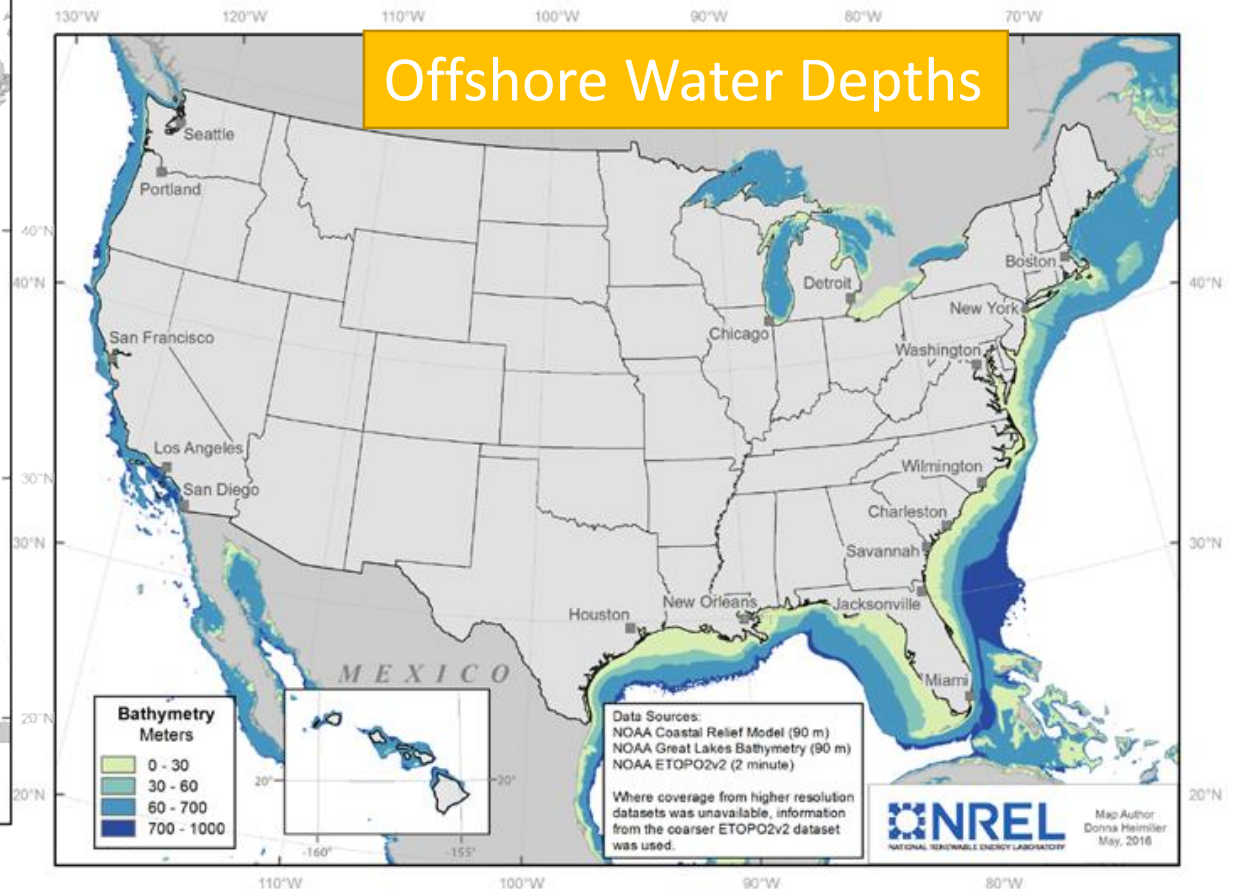 130°W 120°W 110°W 100°W 90°W 80°W 70°W
Offshore Water Depths
Seattle
Portland
40°N
40°N
40°N
Boston
Detroit
New York
Chicago
San Francisco
Washington
Los Angeles
Wilmington
30°N
San Diego
Charleston
30°N
30°N
Savannah
New Orleans
Jacksonville
Houston
MEXICO
Miami
Bathymetry
Meters
0 - 30
30 - 60
60 - 700
700 - 1000
20°N
20°N
20°N
20°
20°
-160°
-155°
Data Sources:
NOAA Coastal Relief Model (90 m)
NOAA Great Lakes Bathymetry (90 m)
NOAA ETOPO2v2 (2 minute)
Where coverage from higher resolution
datasets was unavailable, information
from the coarser ETOPO2v2 dataset
was used.
NREL
NATIONAL RENEWABLE ENERGY LABORATORY
Map Author
Donna Heimiller
May, 2016
110°W 100°W 90°W 80°W